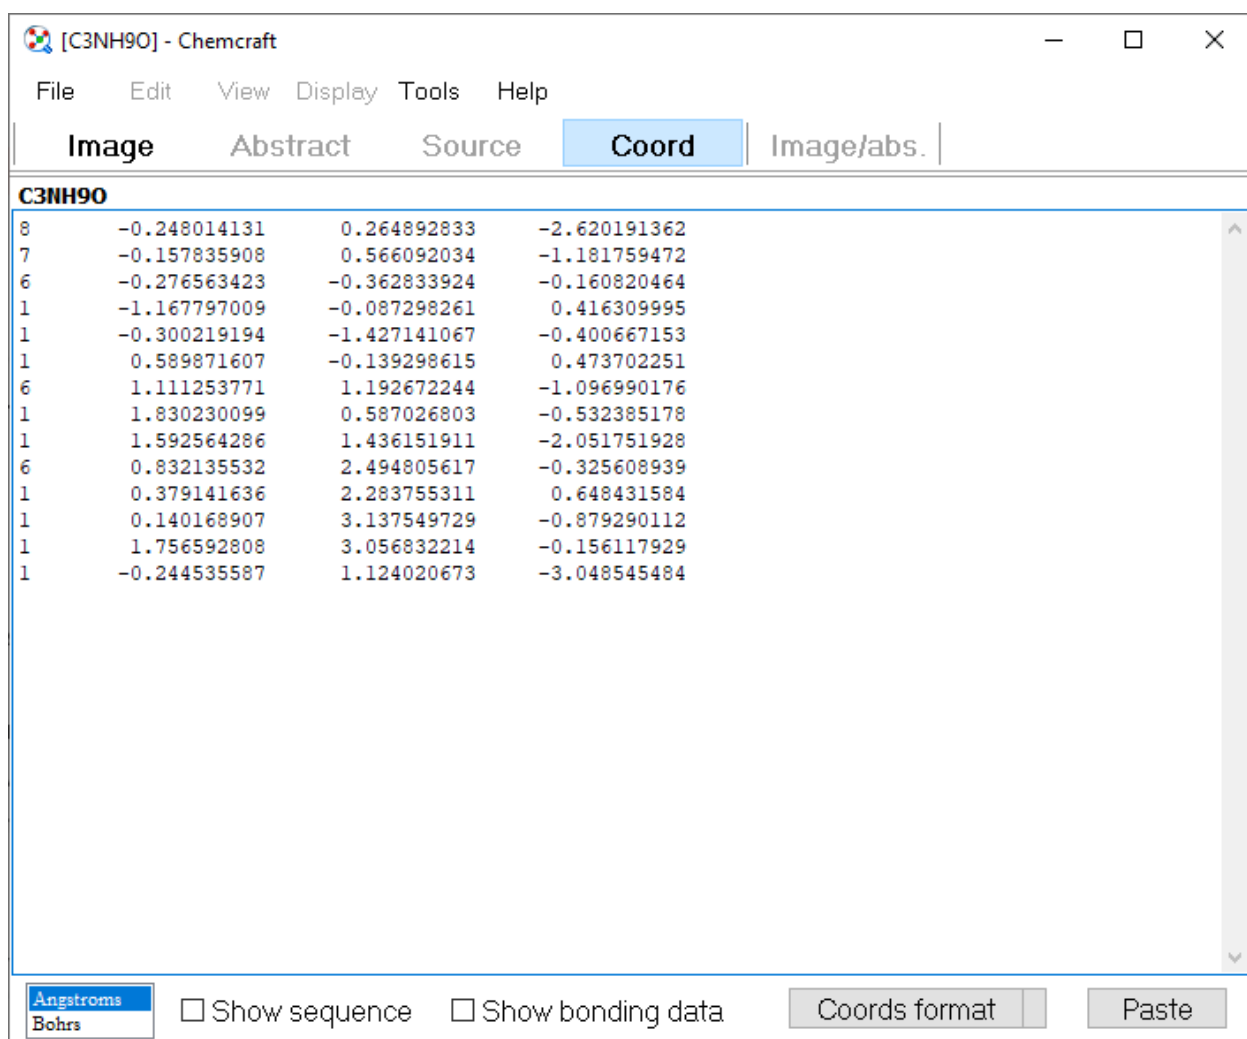 [C3NH9O] - Chemcraft
File Edit View Display Tools Help
Image Abstract Source Coord Image/abs.
C3NH9O
8 -0.248014131 0.264892833 -2.620191362
7 -0.157835908 0.566092034 -1.181759472
6 -0.276563423 -0.362833924 -0.160820464
1 -1.167797009 -0.087298261 0.416309995
1 -0.300219194 -1.427141067 -0.400667153
1 0.589871607 -0.139298615 0.473702251
6 1.111253771 1.192672244 -1.096990176
1 1.830230099 0.587026803 -0.532385178
1 1.592564286 1.436151911 -2.051751928
6 0.832135532 2.494805617 -0.325608939
1 0.379141636 2.283755311 0.648431584
1 0.140168907 3.137549729 -0.879290112
1 1.756592808 3.056832214 -0.156117929
1 -0.244535587 1.124020673 -3.048545484
Angstroms
Bohrs
Show sequence Show bonding data Coords format Paste